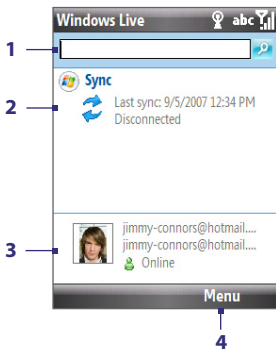 Windows Live abc
1
Sync
2
Last sync: 9/5/2007 12:34 PM
Disconnected
3
jimmy-connors@hotmail....
jimmy-connors@hotmail....
Online
Menu
4